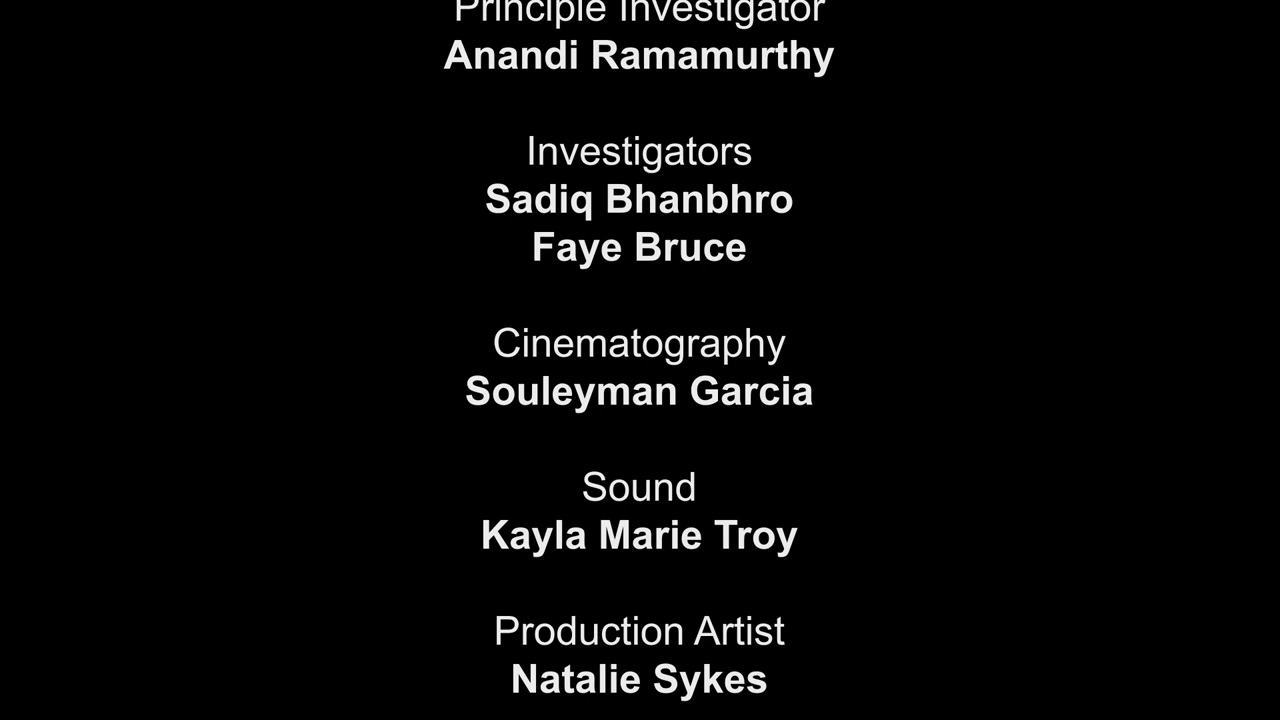 Principle Investigator
Anandi Ramamurthy
Investigators
Sadiq Bhanbhro
Faye Bruce
Cinematography
Souleyman Garcia
Sound
Kayla Marie Troy
Production Artist
Natalie Sykes